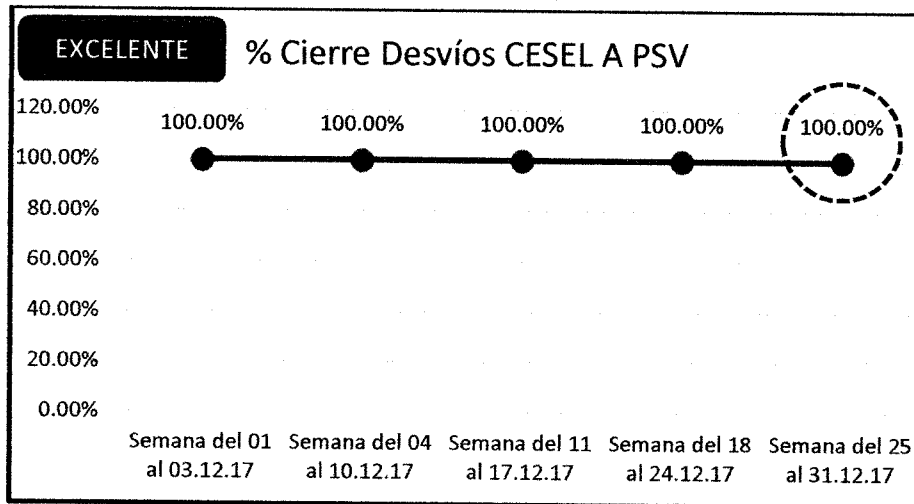 EXCELENTE
% Cierre Desvíos CESEL A PSV
120.00%
100.00%
80.00%
60.00%
40.00%
20.00%
0.00%
100.00% 100.00% 100.00% 100.00% 100.00%
Semana del 01 Semana del 04 Semana del 11 Semana del 18 Semana del 25
al 03.12.17 al 10.12.17 al 17.12.17 al 24.12.17 al 31.12.17